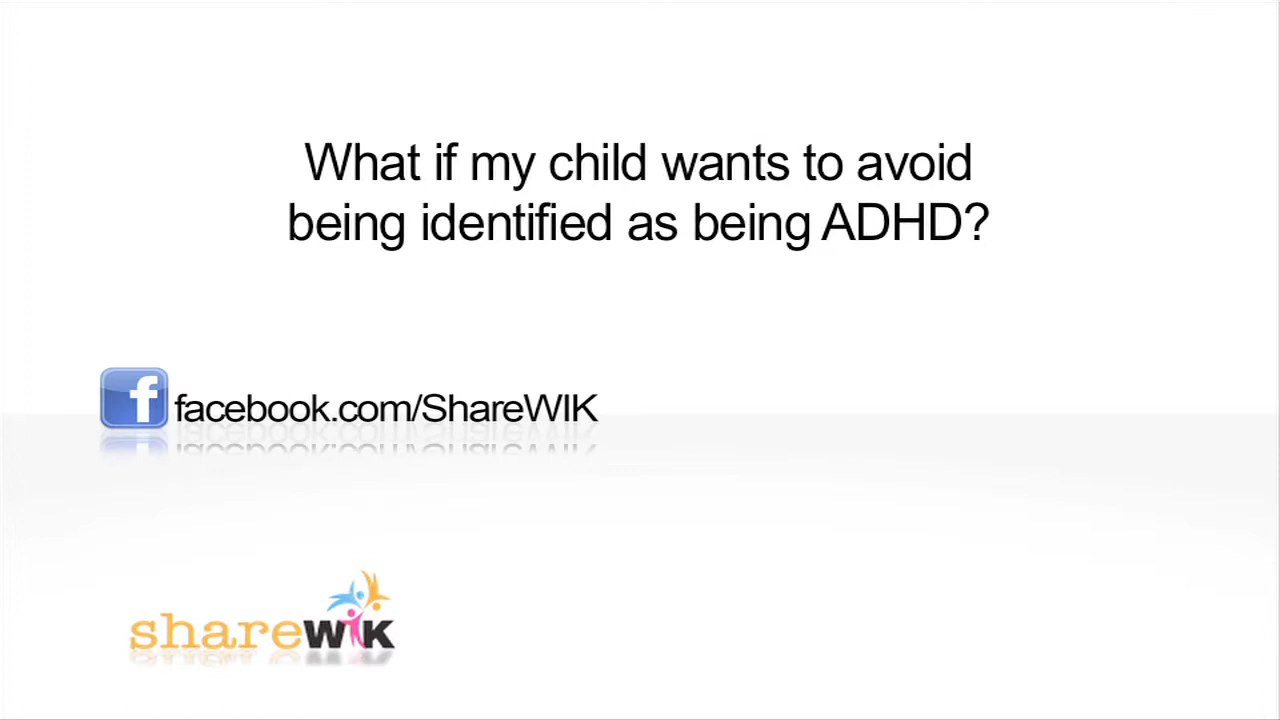 What if my child wants to avoid
being identified as being ADHD?
f facebook.com/ShareWIK
sharewik